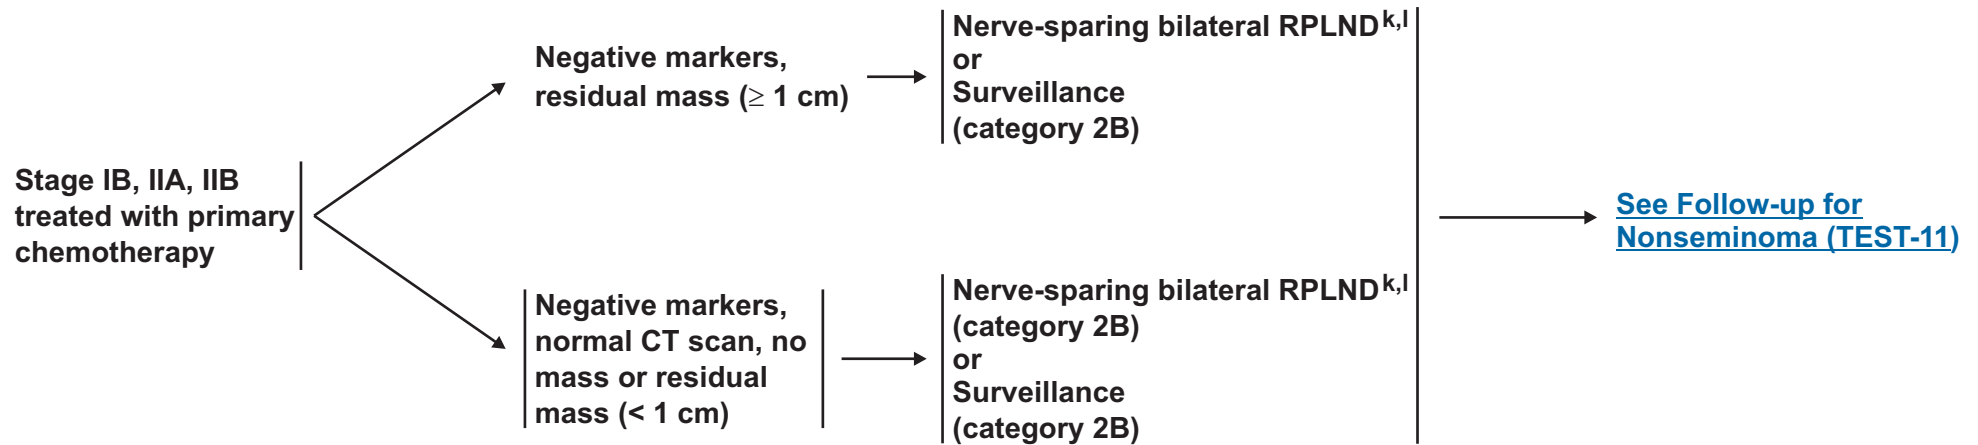 Stage IB, IIA, IIB
treated with primary
chemotherapy
Negative markers,
residual mass (≥ 1 cm)
Nerve-sparing bilateral RPLNDk,l
or
Surveillance
(category 2B)
Negative markers,
normal CT scan, no
mass or residual
mass (< 1 cm)
Nerve-sparing bilateral RPLNDk,l
(category 2B)
or
Surveillance
(category 2B)
See Follow-up for
Nonseminoma (TEST-11)